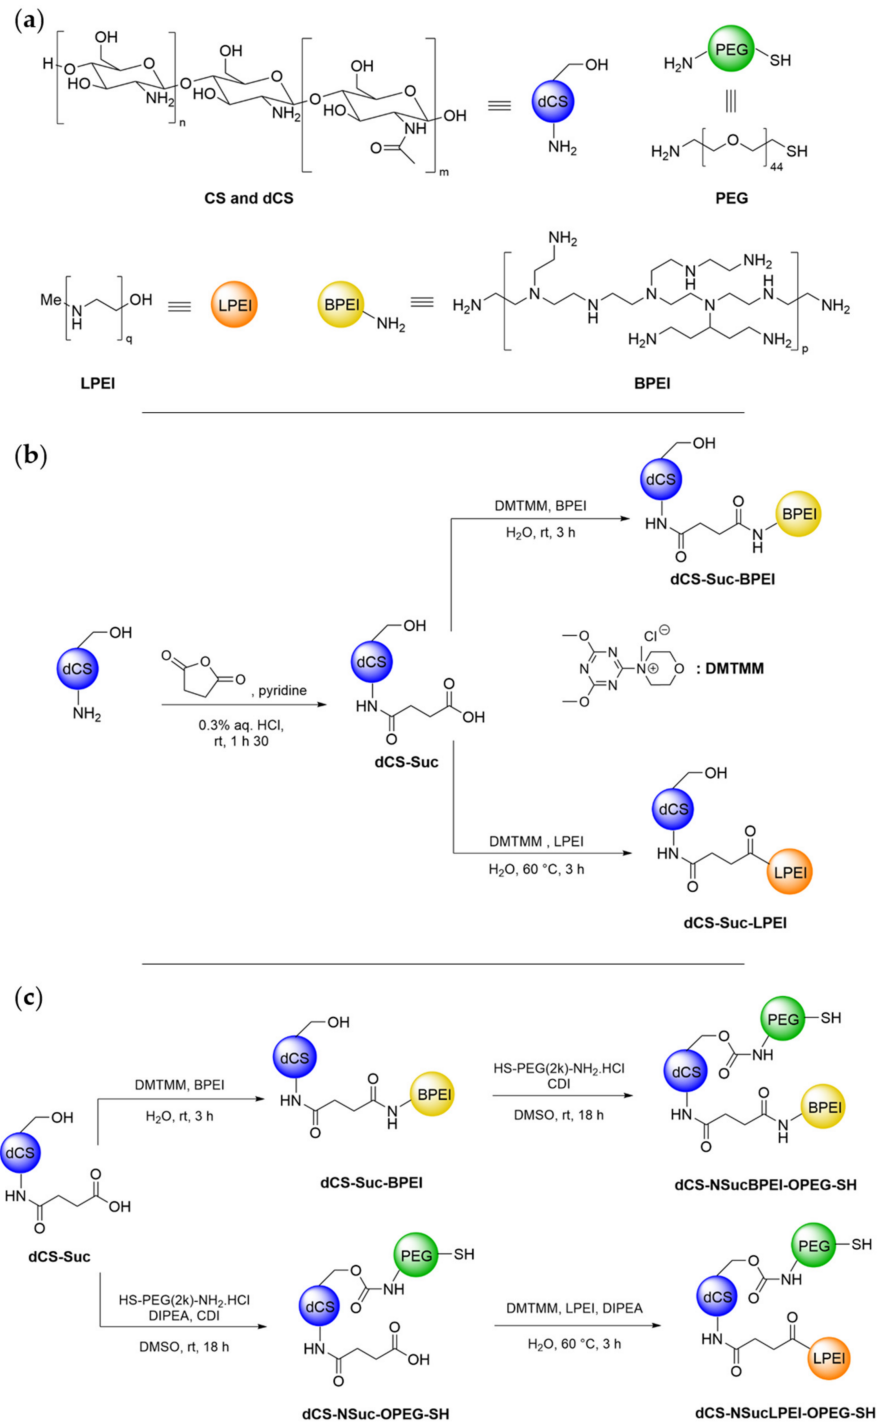 (a)
OH
OH
OH
H
O
O
HO
NH2
n
O
O
HO
NH2
O
O
HO
NH
OH
O
m
CS and dCS
OH
dCS
NH2
H2N
PEG
SH
H2N
O
SH
44
PEG
Me
N
H
OH
q
LPEI
LPEI
BPEI
NH2
NH2
H2N
N
N
H
N
N
H
NH2
N
H
N
NH2
H2N
NH2
p
BPEI
(b)
OH
dCS
NH2
O
O
O
, pyridine
0.3% aq. HCl,
rt, 1 h 30
OH
dCS
HN
O
O
OH
dCS-Suc
DMTMM, BPEI
H2O, rt, 3 h
OH
dCS
HN
O
O
N
H
BPEI
dCS-Suc-BPEI
O
N
N
N
O
N
⊕
O
Cl ⊖
: DMTMM
DMTMM , LPEI
H2O, 60 °C, 3 h
OH
dCS
HN
O
O
LPEI
dCS-Suc-LPEI
(c)
OH
dCS
HN
O
O
OH
dCS-Suc
DMTMM, BPEI
H2O, rt, 3 h
OH
dCS
HN
O
O
N
H
BPEI
dCS-Suc-BPEI
HS-PEG(2k)-NH2.HCl
CDI
DMSO, rt, 18 h
PEG
SH
O
O
HN
dCS
HN
O
O
N
H
BPEI
dCS-NSucBPEI-OPEG-SH
HS-PEG(2k)-NH2.HCl
DIPEA, CDI
DMSO, rt, 18 h
PEG
SH
O
O
HN
dCS
HN
O
O
OH
dCS-NSuc-OPEG-SH
DMTMM, LPEI, DIPEA
H2O, 60 °C, 3 h
PEG
SH
O
O
HN
dCS
HN
O
O
LPEI
dCS-NSucLPEI-OPEG-SH